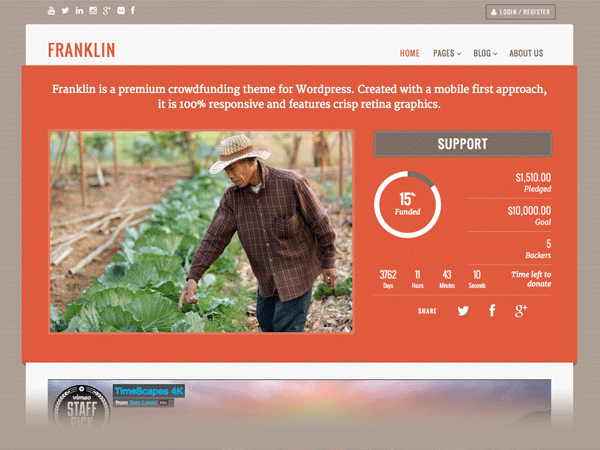 LOGIN / REGISTER
FRANKLIN
HOME PAGES BLOG ABOUT US
Franklin is a premium crowdfunding theme for Wordpress. Created with a mobile first approach,
it is 100% responsive and features crisp retina graphics.
SUPPORT
15%
Funded
$1,510.00
Pledged
$10,000.00
Goal
5
Backers
3762 11 43 10
Days Hours Minutes Seconds
Time left to
donate
SHARE
vimeo
STAFF
PICK
TimeScapes 4K
from Tom Lowe PRO